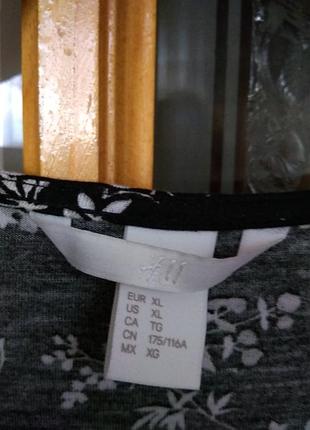 H&M
EUR XL
US XL
CA TG
CN 175/116A
MX XG